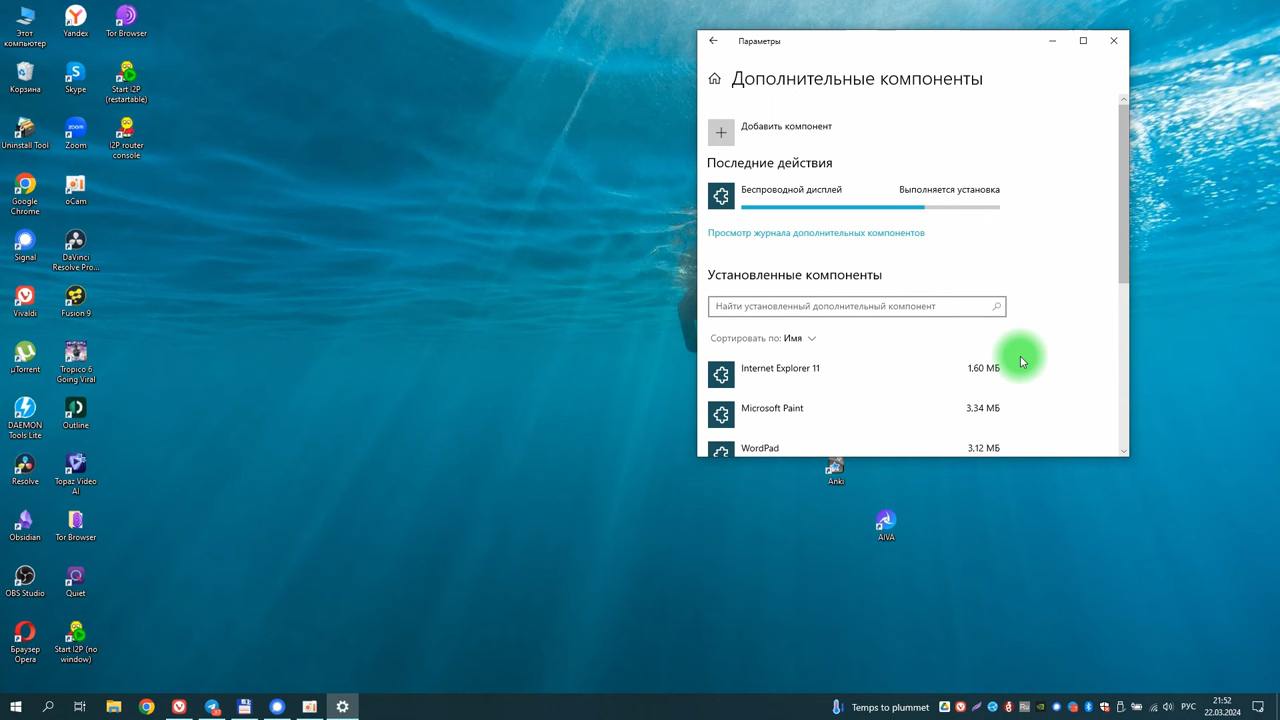 Этот
компьютер
Yandex
Tor Browser
Корзина
Skype
Start I2P
(restartable)
Uninstall Tool
Zoom
I2P router
console
Google
Chrome
oCam
Signal
DaVinci
Resolve Pro...
Vivaldi
Fusion 9
µTorrent
Tropico 6
Going Viral
DAEMON
Tools Lite
Outline
Resolve
Topaz Video
AI
Obsidian
Tor Browser
OBS Studio
Quiet
Браузер
Opera
Start I2P (no
window)
Anki
AIVA
Параметры
Дополнительные компоненты
Добавить компонент
Последние действия
Беспроводной дисплей
Выполняется установка
Просмотр журнала дополнительных компонентов
Установленные компоненты
Найти установленный дополнительный компонент
Сортировать по: Имя
Internet Explorer 11
1,60 МБ
Microsoft Paint
3,34 МБ
WordPad
3,12 МБ
Temps to plummet
РУС
21:52
22.03.2024